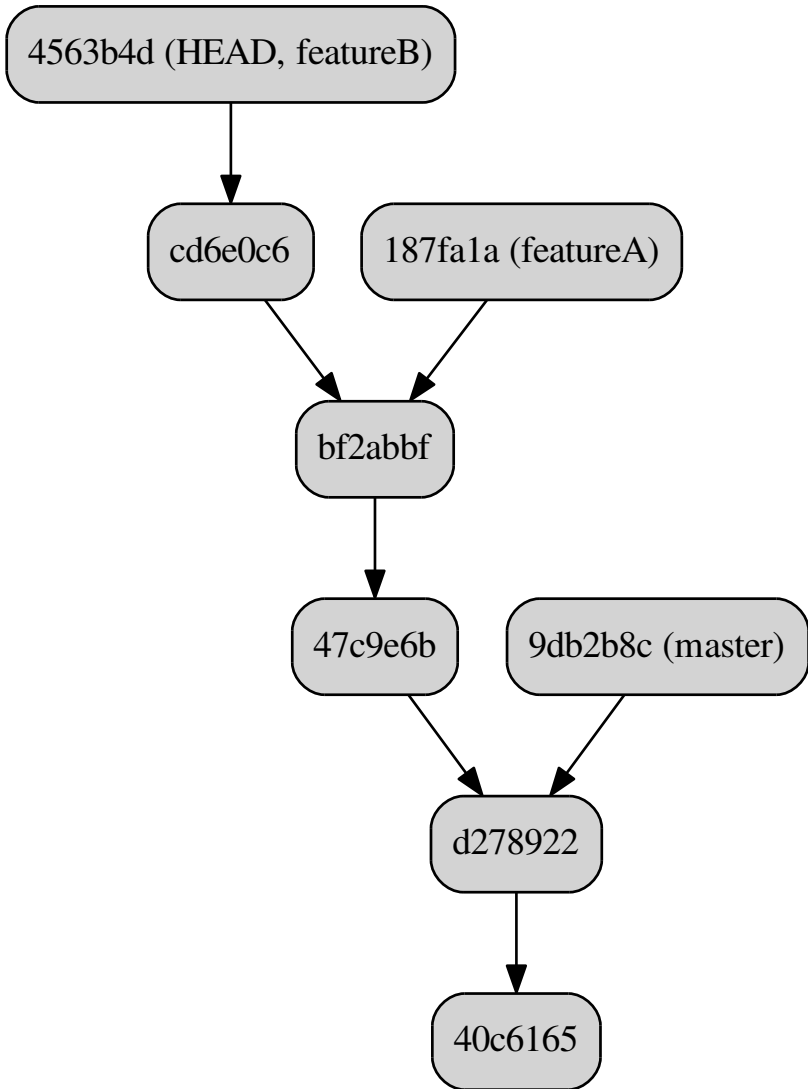 4563b4d (HEAD, featureB)
cd6e0c6
187fa1a (featureA)
bf2abbf
47c9e6b
9db2b8c (master)
d278922
40c6165